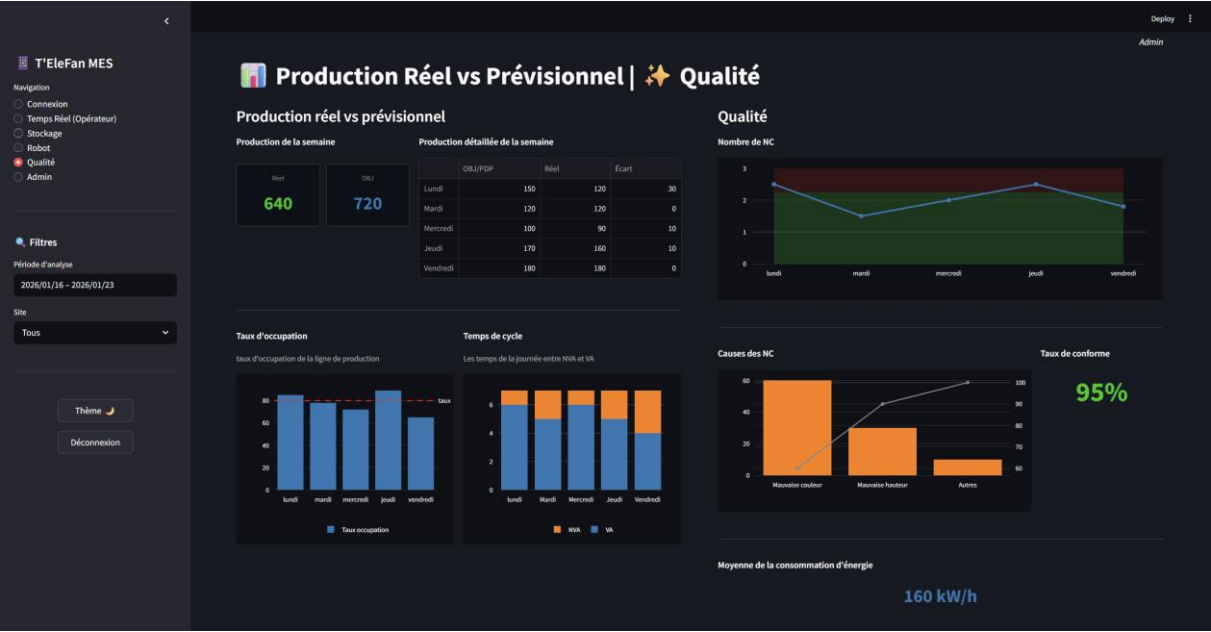 Deploy
Admin
T'EleFan MES
Navigation
Connexion
Temps Réel (Opérateur)
Stockage
Robot
Qualité
Admin
Filtres
Période d'analyse
2026/01/16 – 2026/01/23
Site
Tous
Thème
Déconnexion
Production Réel vs Prévisionnel | Qualité
Production réel vs prévisionnel
Production de la semaine
Réel
640
OBJ
720
Production détaillée de la semaine
OBJ/PDP Réel Écart
Lundi 150 120 30
Mardi 120 120 0
Mercredi 100 90 10
Jeudi 170 160 10
Vendredi 180 180 0
Taux d'occupation
taux d'occupation de la ligne de production
80
60
40
20
0
taux
lundi mardi mercredi jeudi vendredi
Taux occupation
Temps de cycle
Les temps de la journée entre NVA et VA
6
4
2
0
lundi Mardi Mercredi Jeudi Vendredi
NVA VA
Qualité
Nombre de NC
3
2
1
0
lundi mardi mercredi jeudi vendredi
Causes des NC
60
40
20
0
100
90
80
70
60
Mauvaise couleur Mauvaise hauteur Autres
Taux de conforme
95%
Moyenne de la consommation d'énergie
160 kW/h